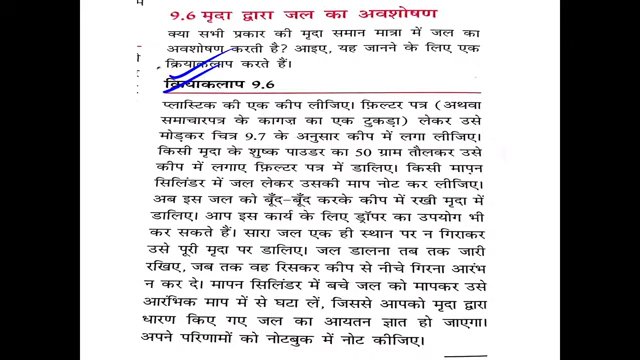 9.6 मृदा द्वारा जल का अवशोषण
क्या सभी प्रकार की मृदा समान मात्रा में जल का
अवशोषण करती है? आइए, यह जानने के लिए एक
क्रियाकलाप करते हैं।
क्रियाकलाप 9.6
प्लास्टिक की एक कीप लीजिए। फ़िल्टर पत्र (अथवा
समाचारपत्र के कागज़ का एक टुकड़ा) लेकर उसे
मोड़कर चित्र 9.7 के अनुसार कीप में लगा लीजिए।
किसी मृदा के शुष्क पाउडर का 50 ग्राम तौलकर उसे
कीप में लगाए फ़िल्टर पत्र में डालिए। किसी मापन
सिलिंडर में जल लेकर उसकी माप नोट कर लीजिए।
अब इस जल को बूँद-बूँद करके कीप में रखी मृदा में
डालिए। आप इस कार्य के लिए ड्रॉपर का उपयोग भी
कर सकते हैं। सारा जल एक ही स्थान पर न गिराकर
उसे पूरी मृदा पर डालिए। जल डालना तब तक जारी
रखिए, जब तक वह रिसकर कीप से नीचे गिरना आरंभ
न कर दे। मापन सिलिंडर में बचे जल को मापकर उसे
आरंभिक माप में से घटा लें, जिससे आपको मृदा द्वारा
धारण किए गए जल का आयतन ज्ञात हो जाएगा।
अपने परिणामों को नोटबुक में नोट कीजिए।